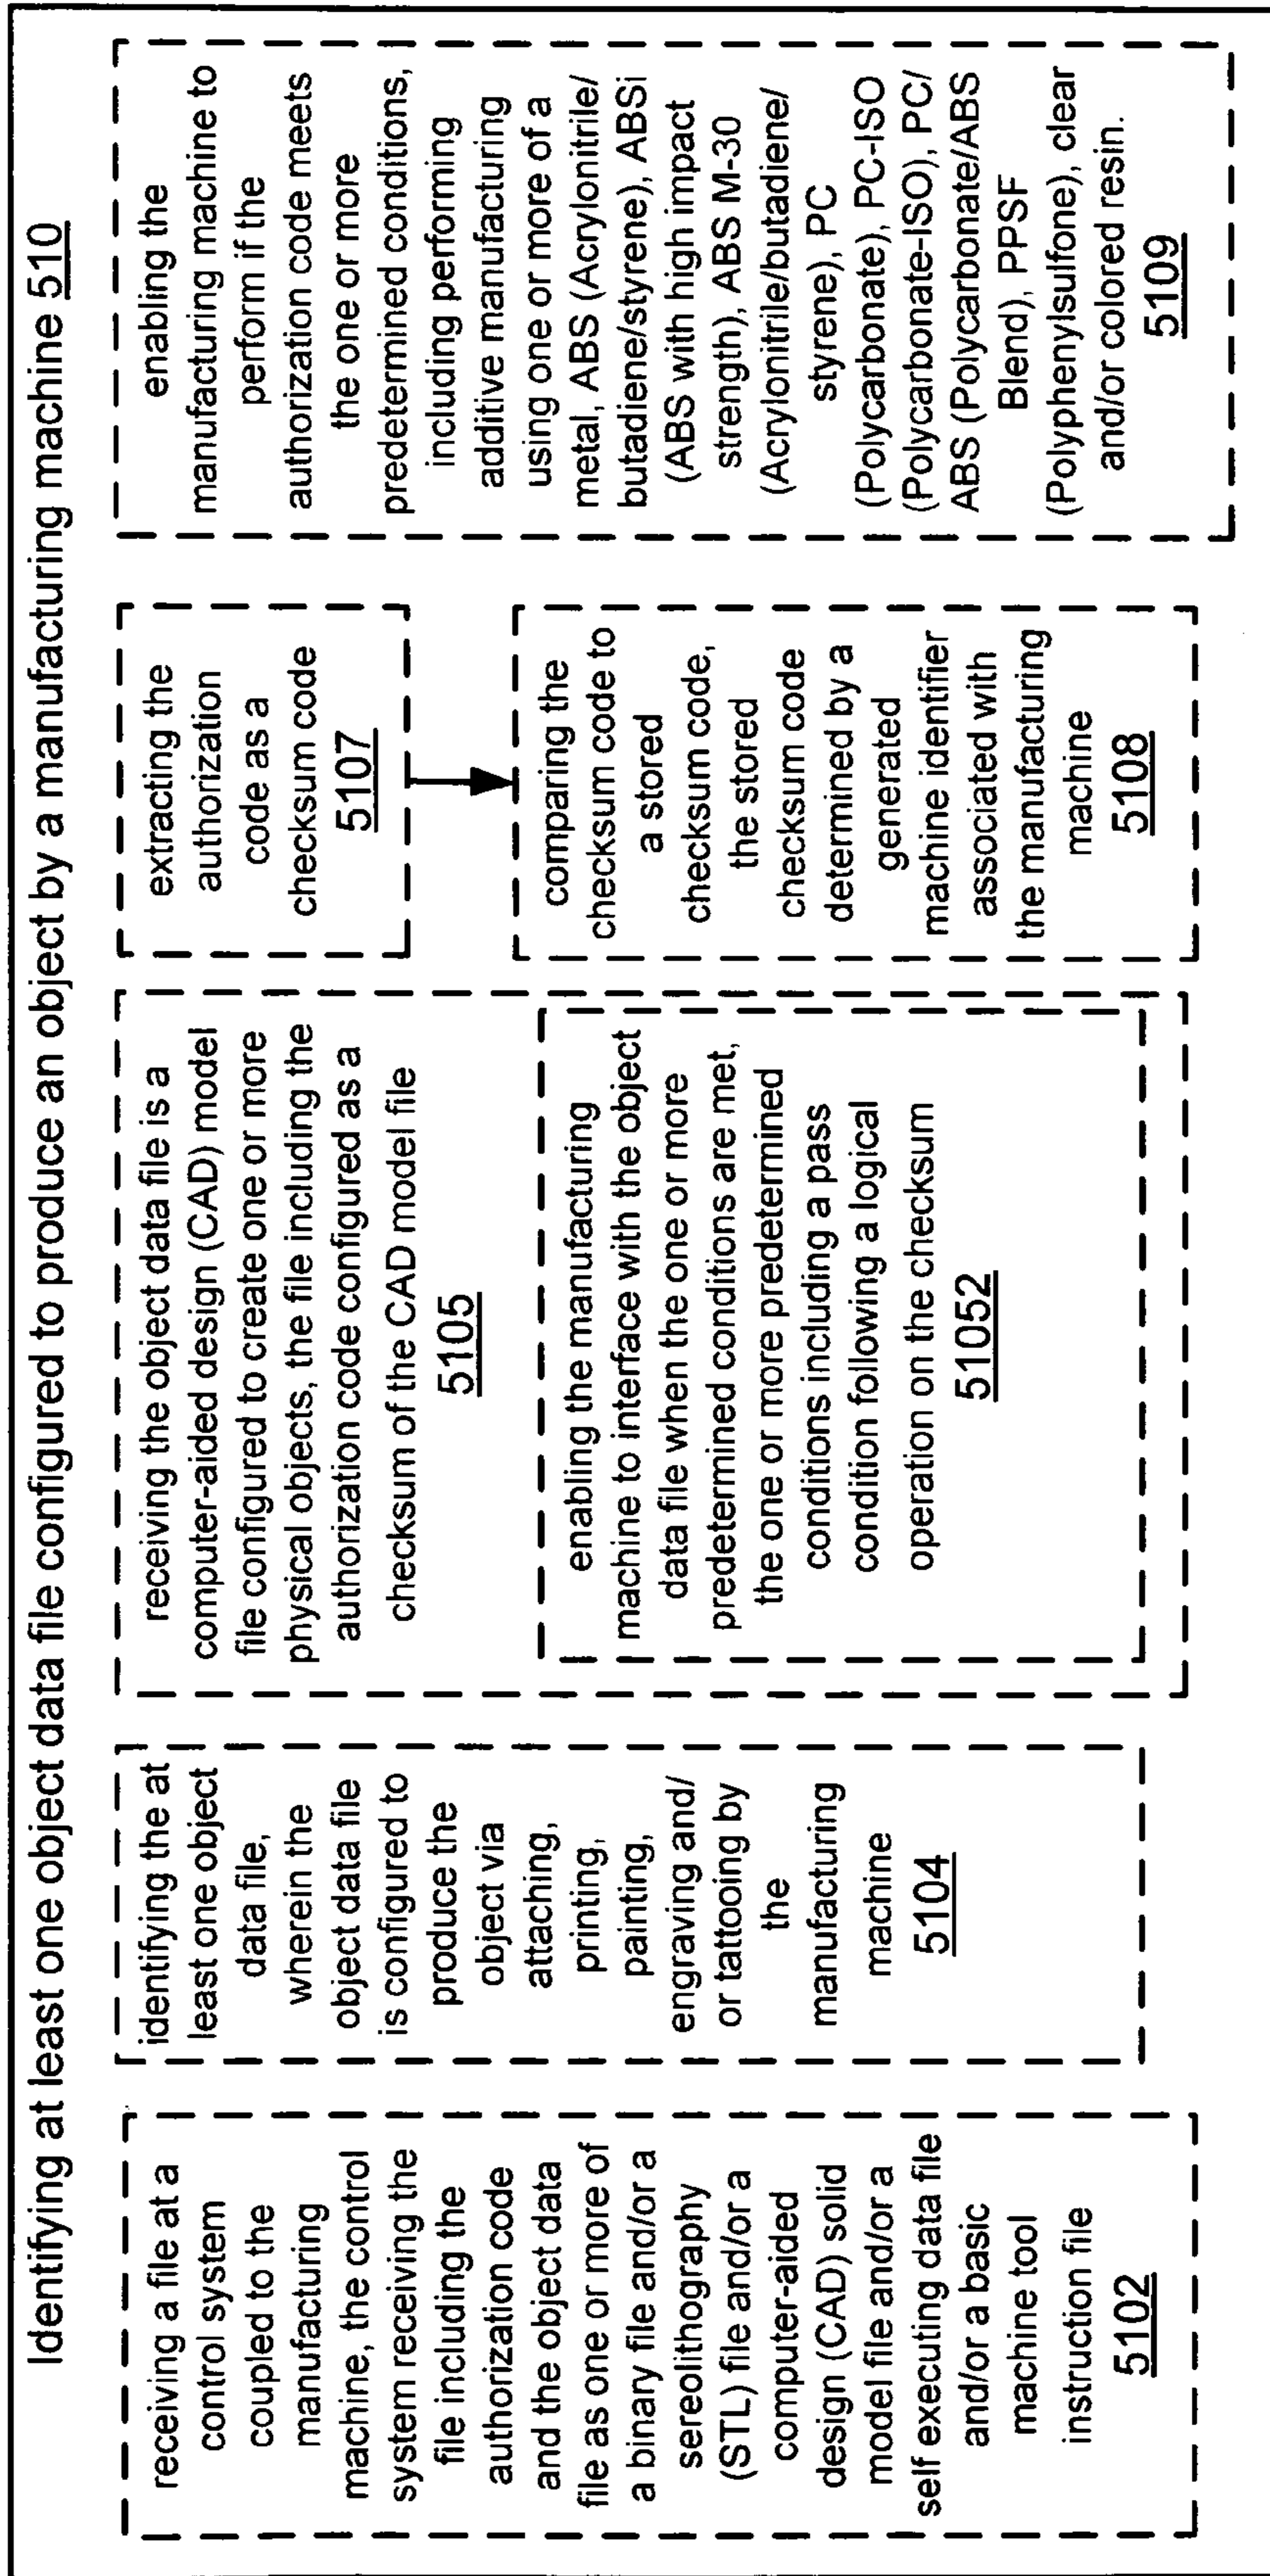 Identifying at least one object data file configured to produce an object by a manufacturing machine 510
receiving a file at a
control system
coupled to the
manufacturing
machine, the control
system receiving the
file including the
authorization code
and the object data
file as one or more of
a binary file and/or a
sereolithography
(STL) file and/or a
computer-aided
design (CAD) solid
model file and/or a
self executing data file
and/or a basic
machine tool
instruction file
5102
identifying the at
least one object
data file,
wherein the
object data file
is configured to
produce the
object via
attaching,
printing,
painting,
engraving and/
or tattooing by
the
manufacturing
machine
5104
receiving the object data file is a
computer-aided design (CAD) model
file configured to create one or more
physical objects, the file including the
authorization code configured as a
checksum of the CAD model file
5105
enabling the manufacturing
machine to interface with the object
data file when the one or more
predetermined conditions are met,
the one or more predetermined
conditions including a pass
condition following a logical
operation on the checksum
51052
extracting the
authorization
code as a
checksum code
5107
comparing the
checksum code to
a stored
checksum code,
the stored
checksum code
determined by a
generated
machine identifier
associated with
the manufacturing
machine
5108
enabling the
manufacturing machine to
perform if the
authorization code meets
the one or more
predetermined conditions,
including performing
additive manufacturing
using one or more of a
metal, ABS (Acrylonitrile/
butadiene/styrene), ABSi
(ABS with high impact
strength), ABS M-30
(Acrylonitrile/butadiene/
styrene), PC
(Polycarbonate), PC-ISO
(Polycarbonate-ISO), PC/
ABS (Polycarbonate/ABS
Blend), PPSF
(Polyphenylsulfone), clear
and/or colored resin.
5109